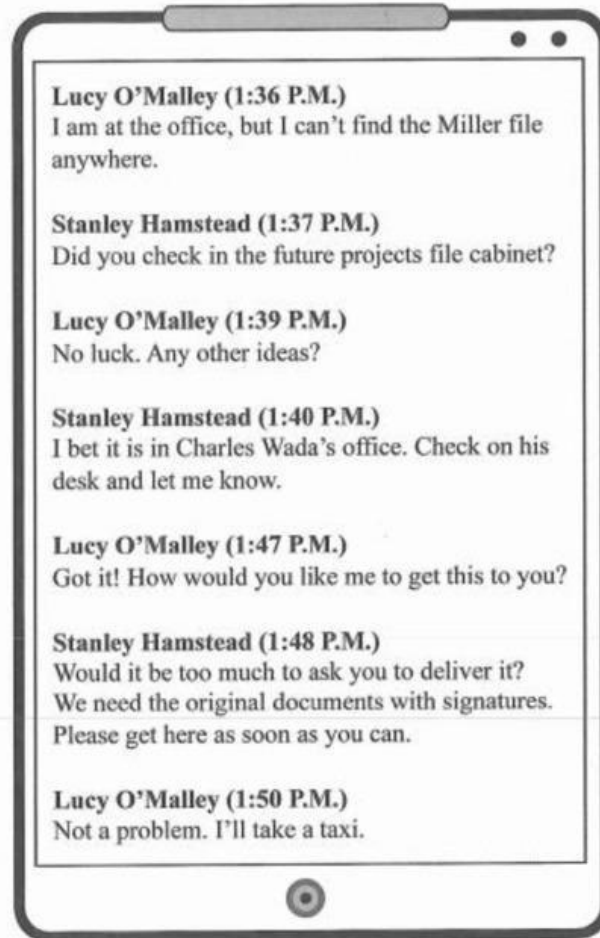 Lucy O’Malley (1:36 P.M.)
I am at the office, but I can’t find the Miller file
anywhere.
Stanley Hamstead (1:37 P.M.)
Did you check in the future projects file cabinet?
Lucy O’Malley (1:39 P.M.)
No luck. Any other ideas?
Stanley Hamstead (1:40 P.M.)
I bet it is in Charles Wada’s office. Check on his
desk and let me know.
Lucy O’Malley (1:47 P.M.)
Got it! How would you like me to get this to you?
Stanley Hamstead (1:48 P.M.)
Would it be too much to ask you to deliver it?
We need the original documents with signatures.
Please get here as soon as you can.
Lucy O’Malley (1:50 P.M.)
Not a problem. I’ll take a taxi.